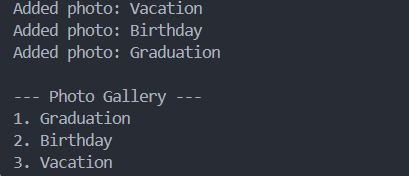 Added photo: Vacation
Added photo: Birthday
Added photo: Graduation
--- Photo Gallery ---
1. Graduation
2. Birthday
3. Vacation